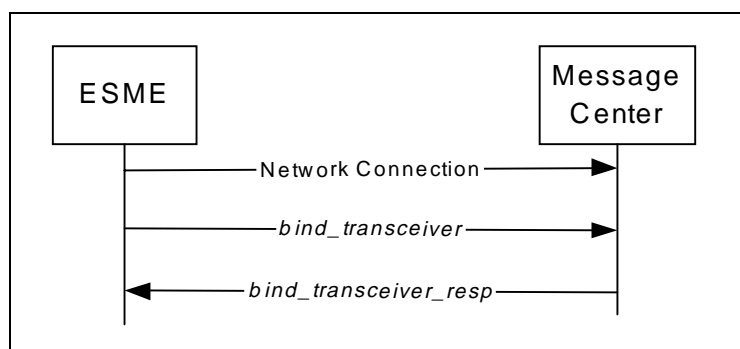 ESME
Message
Center
Network Connection
bind_transceiver
bind_transceiver_resp